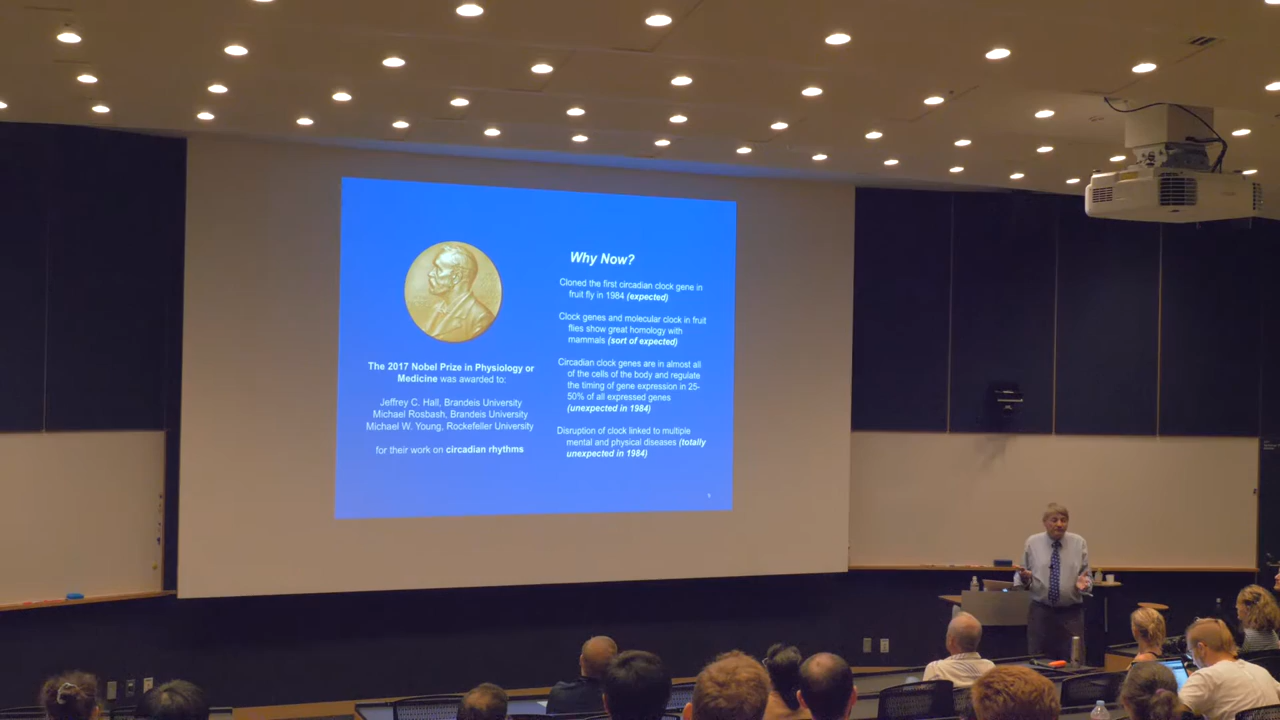 The 2017 Nobel Prize in Physiology or
Medicine was awarded to:
Jeffrey C. Hall, Brandeis University
Michael Rosbash, Brandeis University
Michael W. Young, Rockefeller University
for their work on circadian rhythms
Why Now?
Cloned the first circadian clock gene in
fruit fly in 1984 (expected)
Clock genes and molecular clock in fruit
flies show great homology with
mammals (sort of expected)
Circadian clock genes are in almost all
of the cells of the body and regulate
the timing of gene expression in 25-
50% of all expressed genes
(unexpected in 1984)
Disruption of clock linked to multiple
mental and physical diseases (totally
unexpected in 1984)